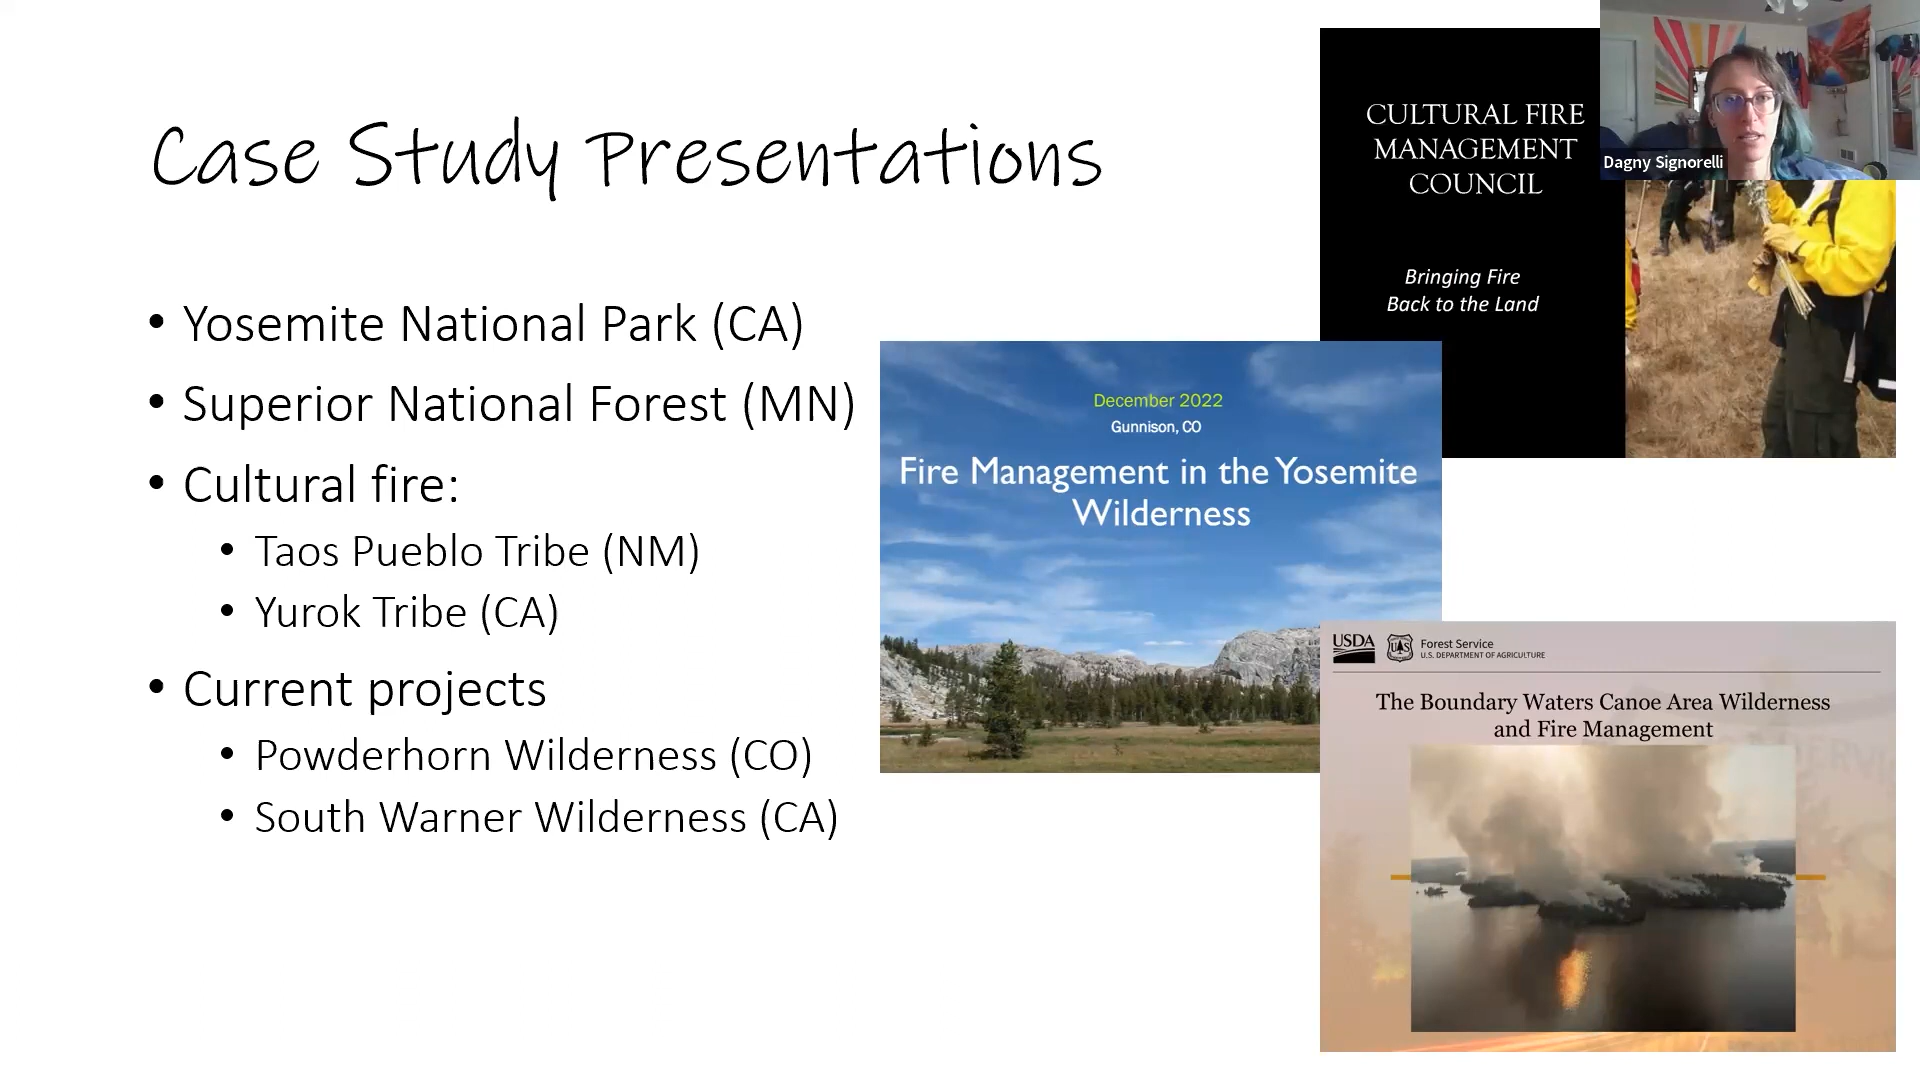 Case Study Presentations
• Yosemite National Park (CA)
• Superior National Forest (MN)
• Cultural fire:
• Taos Pueblo Tribe (NM)
• Yurok Tribe (CA)
• Current projects
• Powderhorn Wilderness (CO)
• South Warner Wilderness (CA)
CULTURAL FIRE
MANAGEMENT
COUNCIL
Bringing Fire
Back to the Land
Dagny Signorelli
December 2022
Gunnison, CO
Fire Management in the Yosemite
Wilderness
USDA
UAS
Forest Service
U.S. DEPARTMENT OF AGRICULTURE
The Boundary Waters Canoe Area Wilderness
and Fire Management